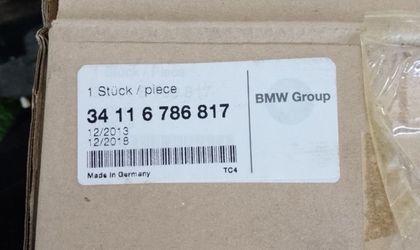 1 Stück / piece
34 11 6 786 817
BMW Group
12/2013
12/2018
Made in Germany
TC4